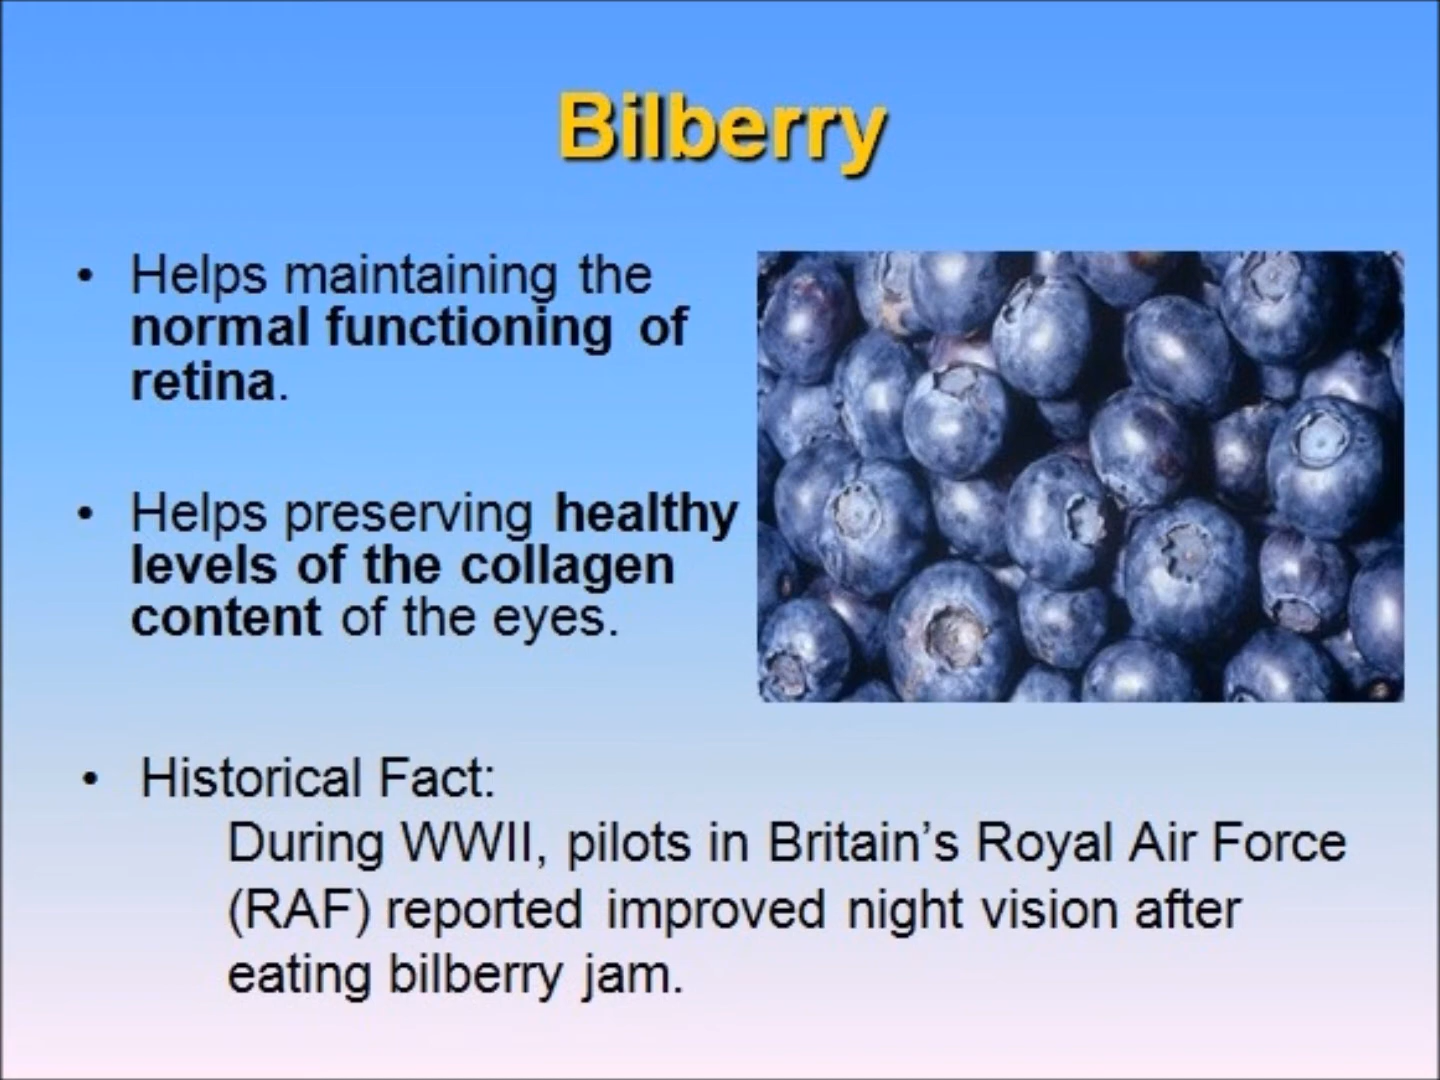 Bilberry
• Helps maintaining the
normal functioning of
retina.
• Helps preserving healthy
levels of the collagen
content of the eyes.
• Historical Fact:
During WWII, pilots in Britain’s Royal Air Force
(RAF) reported improved night vision after
eating bilberry jam.